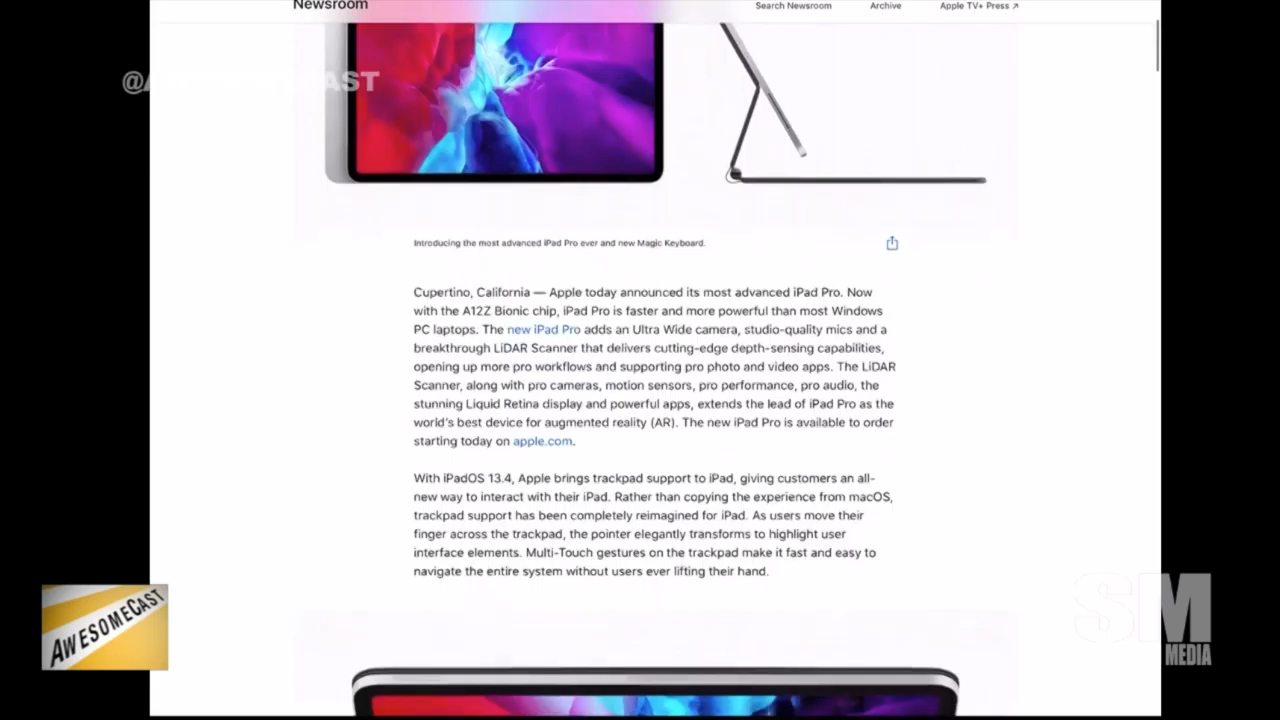 Newsroom
Search Newsroom Archive Apple TV+ Press ↗
Introducing the most advanced iPad Pro ever and new Magic Keyboard.
Cupertino, California — Apple today announced its most advanced iPad Pro. Now
with the A12Z Bionic chip, iPad Pro is faster and more powerful than most Windows
PC laptops. The new iPad Pro adds an Ultra Wide camera, studio-quality mics and a
breakthrough LiDAR Scanner that delivers cutting-edge depth-sensing capabilities,
opening up more pro workflows and supporting pro photo and video apps. The LiDAR
Scanner, along with pro cameras, motion sensors, pro performance, pro audio, the
stunning Liquid Retina display and powerful apps, extends the lead of iPad Pro as the
world's best device for augmented reality (AR). The new iPad Pro is available to order
starting today on apple.com.
With iPadOS 13.4, Apple brings trackpad support to iPad, giving customers an all-
new way to interact with their iPad. Rather than copying the experience from macOS,
trackpad support has been completely reimagined for iPad. As users move their
finger across the trackpad, the pointer elegantly transforms to highlight user
interface elements. Multi-Touch gestures on the trackpad make it fast and easy to
navigate the entire system without users ever lifting their hand.
AWESOMECAST
SM
MEDIA